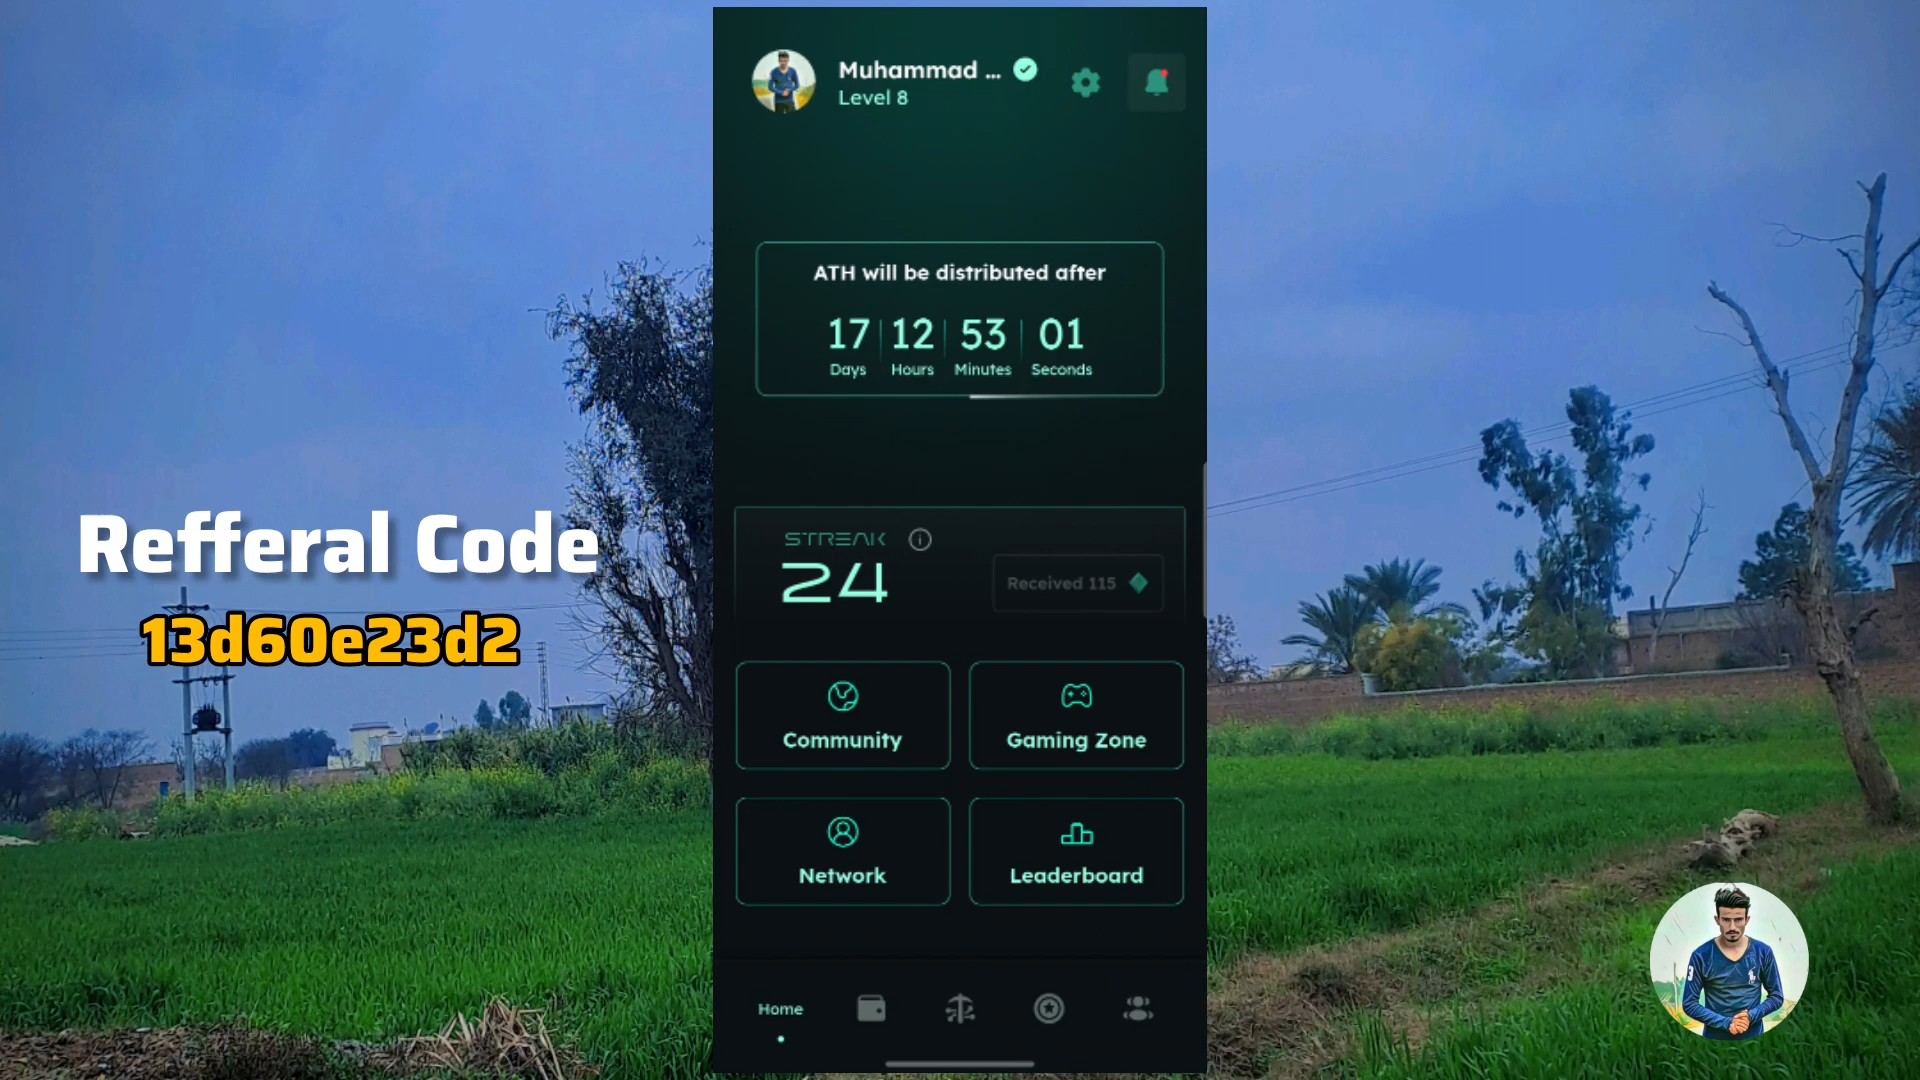 Muhammad ...
Level 8
ATH will be distributed after
17 12 53 01
Days Hours Minutes Seconds
Refferal Code
13d60e23d2
STREAK
24
Received 115
Community
Gaming Zone
Network
Leaderboard
Home